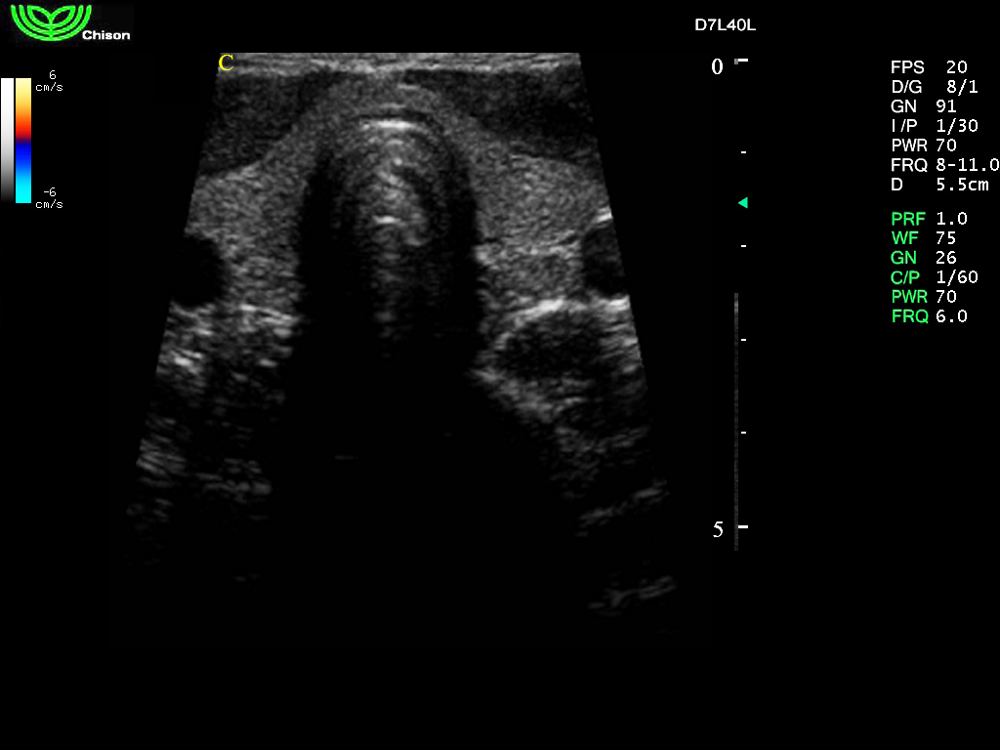 Chison
D7L40L
C
6
cm/s
-6
cm/s
0
5
FPS 20
D/G 8/1
GN 91
I/P 1/30
PWR 70
FRQ 8-11.0
D 5.5cm
PRF 1.0
WF 75
GN 26
C/P 1/60
PWR 70
FRQ 6.0